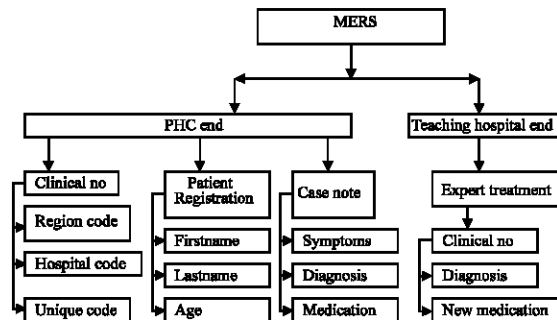 MERS
PHC end
Teaching hospital end
Clinical no
Patient
Registration
Case note
Expert treatment
Region code
Firstname
Symptoms
Clinical no
Hospital code
Lastname
Diagnosis
Diagnosis
Unique code
Age
Medication
New medication